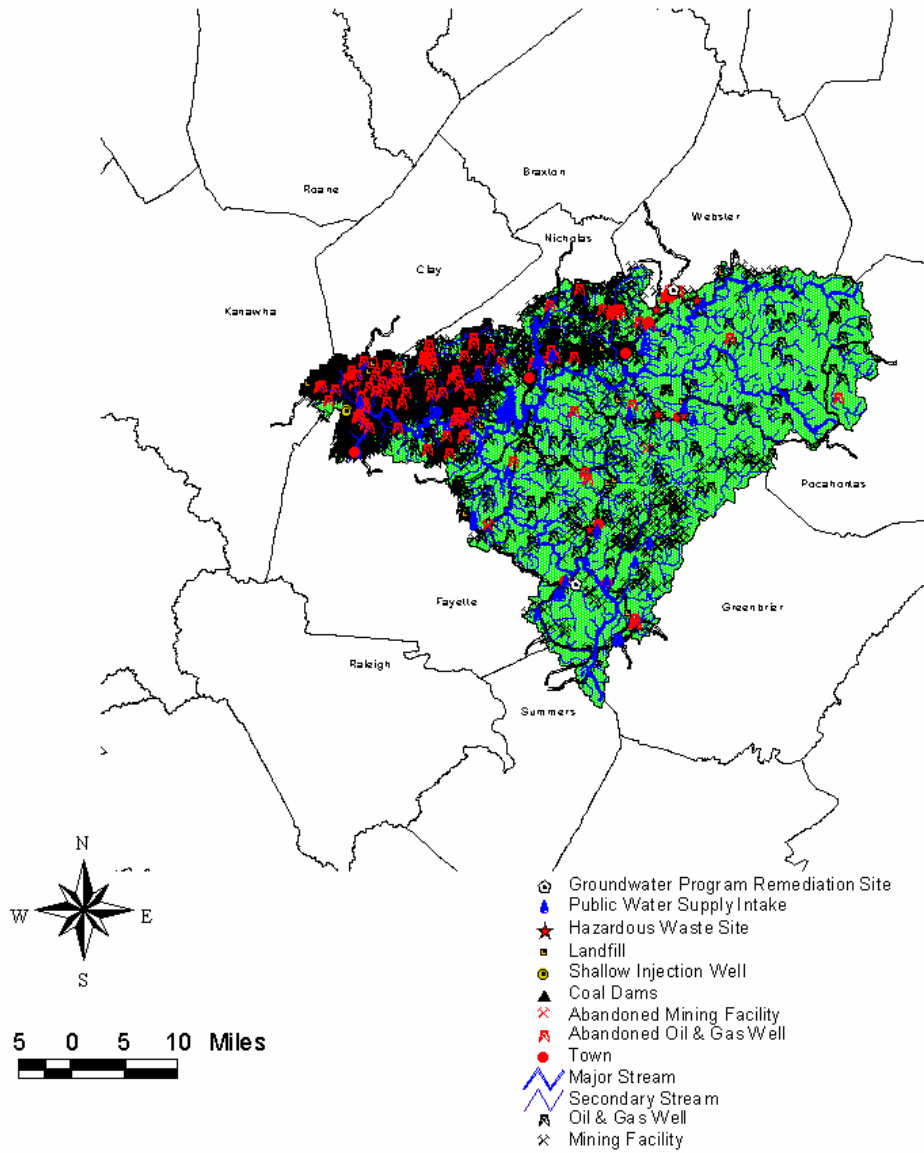 Braxton
Roane
Webster
Nicholas
Clay
Kanawha
Pocahontas
Fayette
Greenbrier
Raleigh
Summers
N
W E
S
5 0 5 10 Miles
Groundwater Program Remediation Site
Public Water Supply Intake
Hazardous Waste Site
Landfill
Shallow Injection Well
Coal Dams
Abandoned Mining Facility
Abandoned Oil & Gas Well
Town
Major Stream
Secondary Stream
Oil & Gas Well
Mining Facility